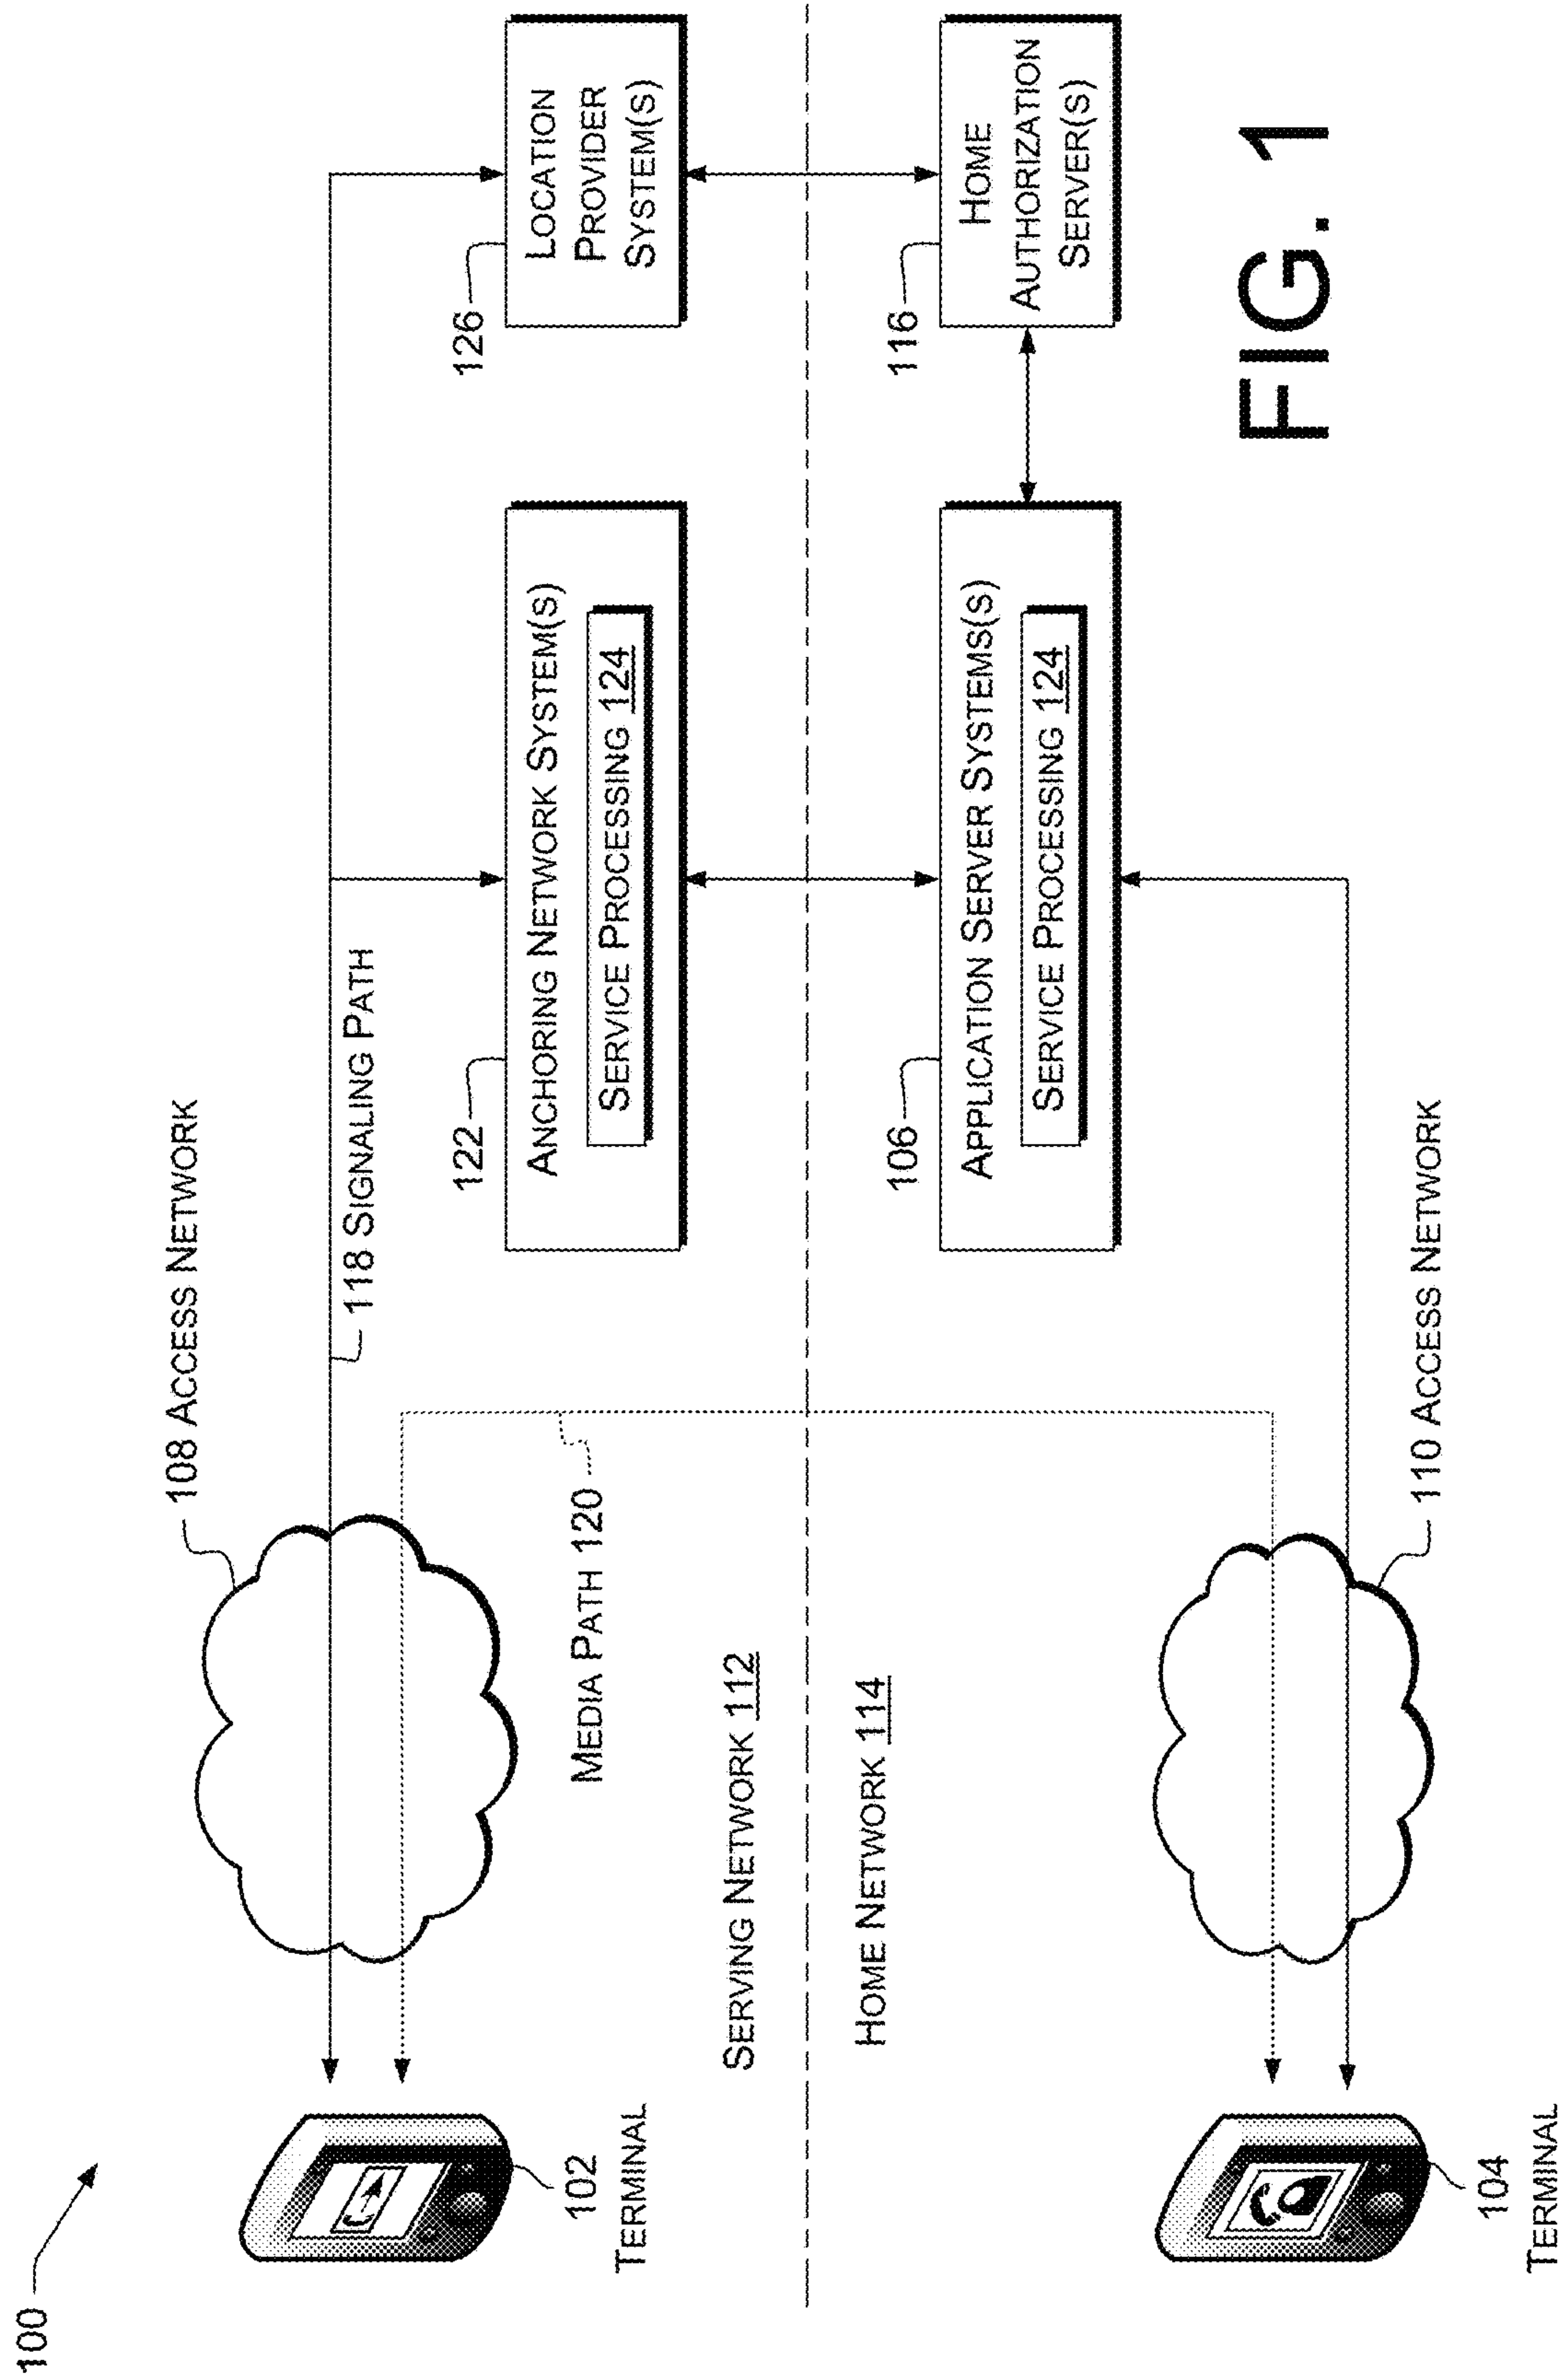 100
108 ACCESS NETWORK
118 SIGNALING PATH
126
LOCATION
PROVIDER
SYSTEM(S)
122
ANCHORING NETWORK SYSTEM(S)
SERVICE PROCESSING 124
102
TERMINAL
MEDIA PATH 120
SERVING NETWORK 112
HOME NETWORK 114
106
APPLICATION SERVER SYSTEMS(S)
SERVICE PROCESSING 124
116
HOME
AUTHORIZATION
SERVER(S)
110 ACCESS NETWORK
104
TERMINAL
FIG. 1